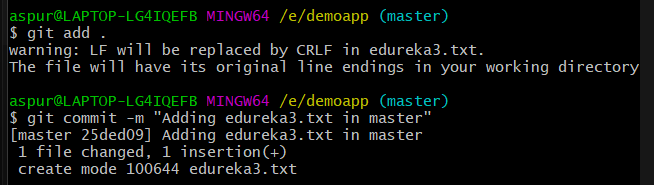 aspur@LAPTOP-LG4IQEFB MINGW64 /e/demoapp (master)
$ git add .
warning: LF will be replaced by CRLF in edureka3.txt.
The file will have its original line endings in your working directory
aspur@LAPTOP-LG4IQEFB MINGW64 /e/demoapp (master)
$ git commit -m "Adding edureka3.txt in master"
[master 25ded09] Adding edureka3.txt in master
 1 file changed, 1 insertion(+)
 create mode 100644 edureka3.txt